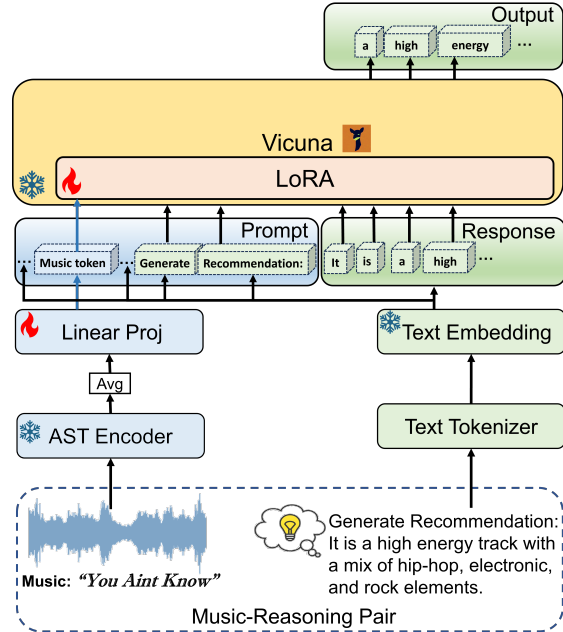 Output
a high energy ...
Vicuna
LoRA
Prompt
... Music token ... Generate Recommendation:
Response
It is a high ...
Linear Proj
Text Embedding
Avg
AST Encoder
Text Tokenizer
Music: “You Aint Know”
Generate Recommendation:
It is a high energy track with
a mix of hip-hop, electronic,
and rock elements.
Music-Reasoning Pair